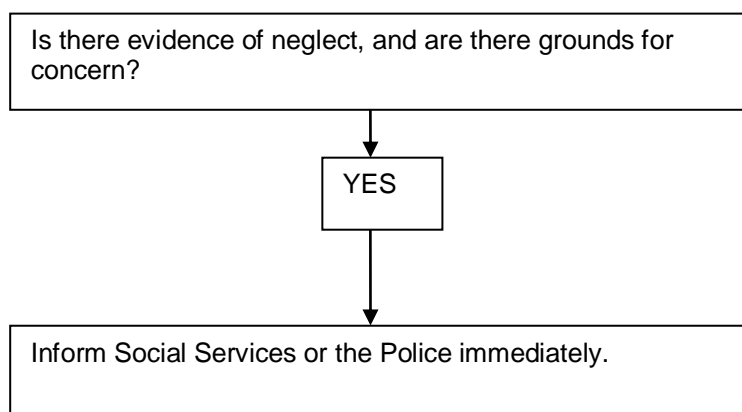 Is there evidence of neglect, and are there grounds for
concern?
YES
Inform Social Services or the Police immediately.